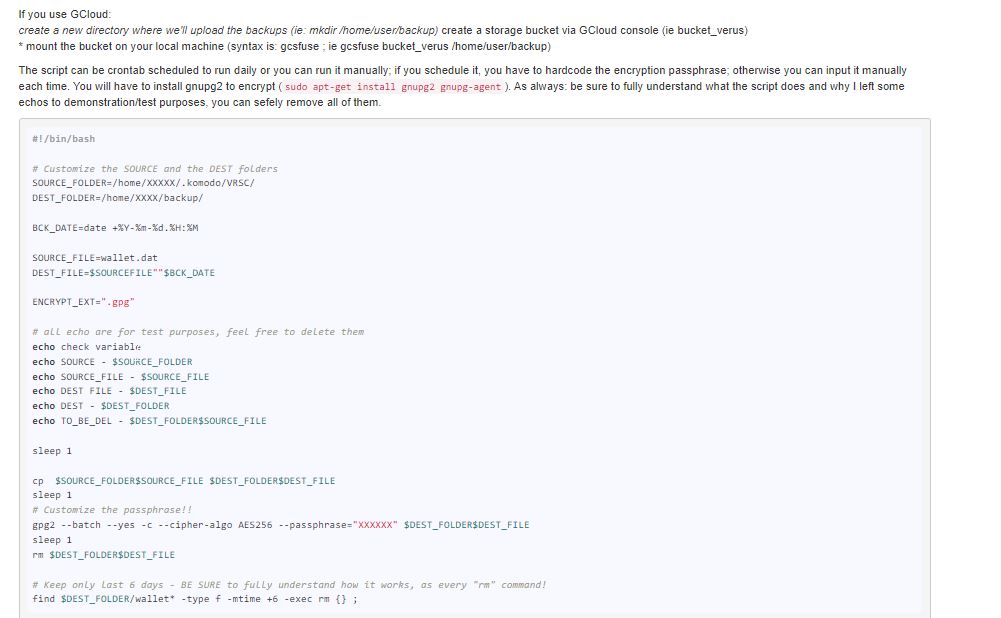 If you use GCloud:
create a new directory where we'll upload the backups (ie: mkdir /home/user/backup) create a storage bucket via GCloud console (ie bucket_verus)
* mount the bucket on your local machine (syntax is: gcsfuse ; ie gcsfuse bucket_verus /home/user/backup)
The script can be crontab scheduled to run daily or you can run it manually; if you schedule it, you have to hardcode the encryption passphrase; otherwise you can input it manually
each time. You will have to install gnupg2 to encrypt ( sudo apt-get install gnupg2 gnupg-agent ). As always: be sure to fully understand what the script does and why I left some
echos to demonstration/test purposes, you can sefely remove all of them.
#!/bin/bash
# Customize the SOURCE and the DEST folders
SOURCE_FOLDER=/home/XXXXX/.komodo/VRSC/
DEST_FOLDER=/home/XXXX/backup/
BCK_DATE=date +%Y-%m-%d.%H:%M
SOURCE_FILE=wallet.dat
DEST_FILE=$SOURCEFILE""$BCK_DATE
ENCRYPT_EXT=".gpg"
# all echo are for test purposes, feel free to delete them
echo check variable
echo SOURCE - $SOURCE_FOLDER
echo SOURCE_FILE - $SOURCE_FILE
echo DEST FILE - $DEST_FILE
echo DEST - $DEST_FOLDER
echo TO_BE_DEL - $DEST_FOLDER$SOURCE_FILE
sleep 1
cp  $SOURCE_FOLDER$SOURCE_FILE $DEST_FOLDER$DEST_FILE
sleep 1
# Customize the passphrase!!
gpg2 --batch --yes -c --cipher-algo AES256 --passphrase="XXXXXX" $DEST_FOLDER$DEST_FILE
sleep 1
rm $DEST_FOLDER$DEST_FILE
# Keep only last 6 days - BE SURE to fully understand how it works, as every "rm" command!
find $DEST_FOLDER/wallet* -type f -mtime +6 -exec rm {} ;